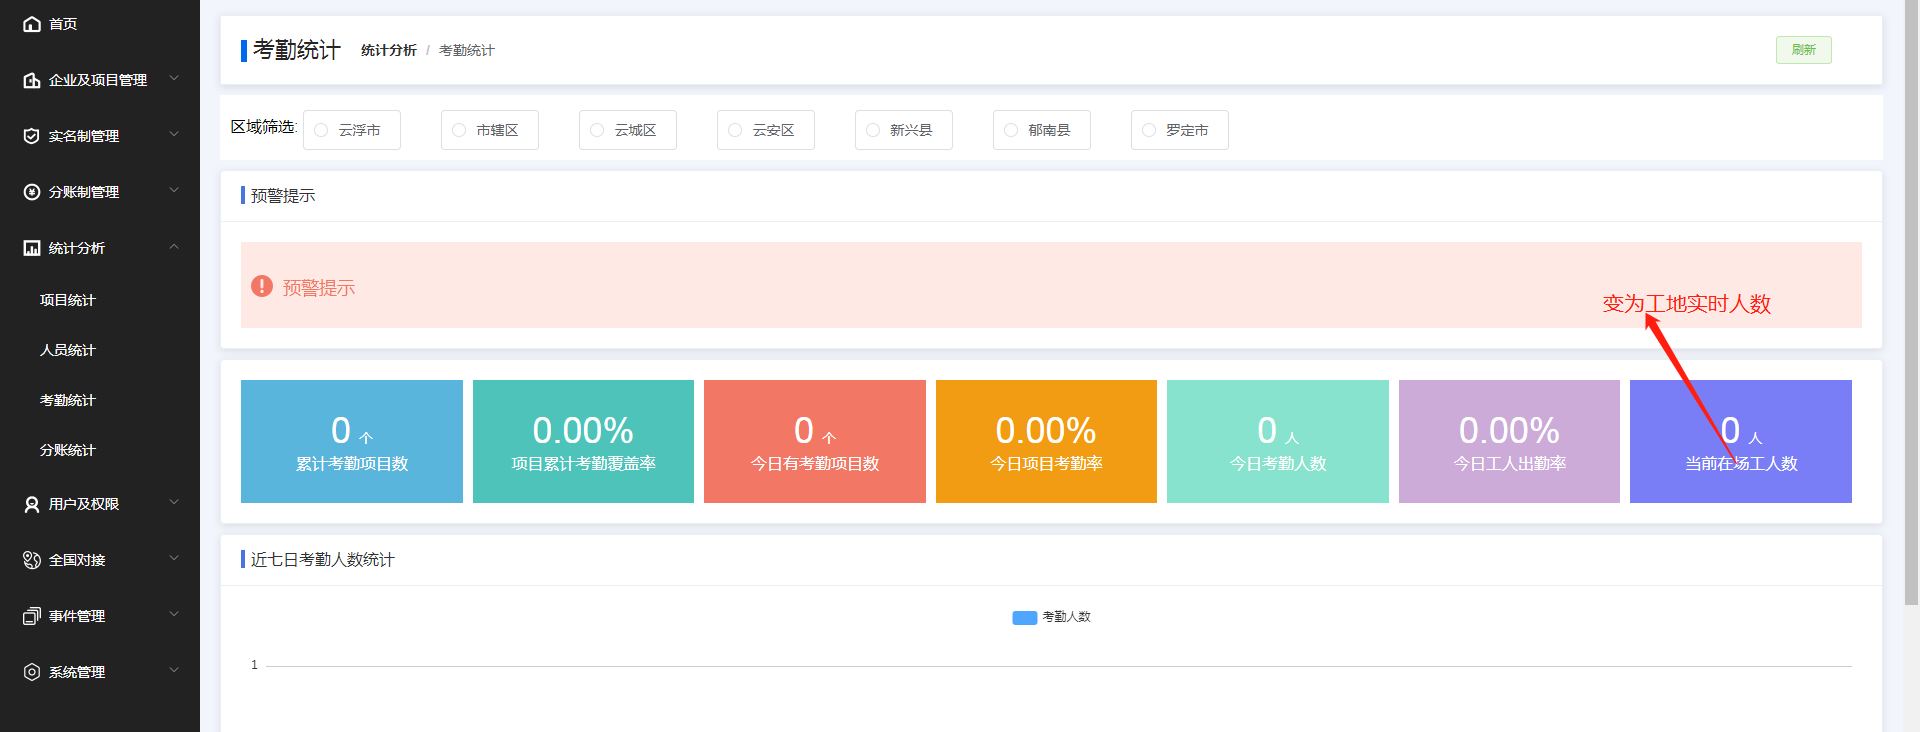 首页
企业及项目管理
实名制管理
分账制管理
统计分析
项目统计
人员统计
考勤统计
分账统计
用户及权限
全国对接
事件管理
系统管理
考勤统计 统计分析 / 考勤统计
刷新
区域筛选: 云浮市 市辖区 云城区 云安区 新兴县 郁南县 罗定市
预警提示
预警提示
变为工地实时人数
0 个
累计考勤项目数
0.00%
项目累计考勤覆盖率
0 个
今日有考勤项目数
0.00%
今日项目考勤率
0 人
今日考勤人数
0.00%
今日工人出勤率
0 人
当前在场工人数
近七日考勤人数统计
考勤人数
1